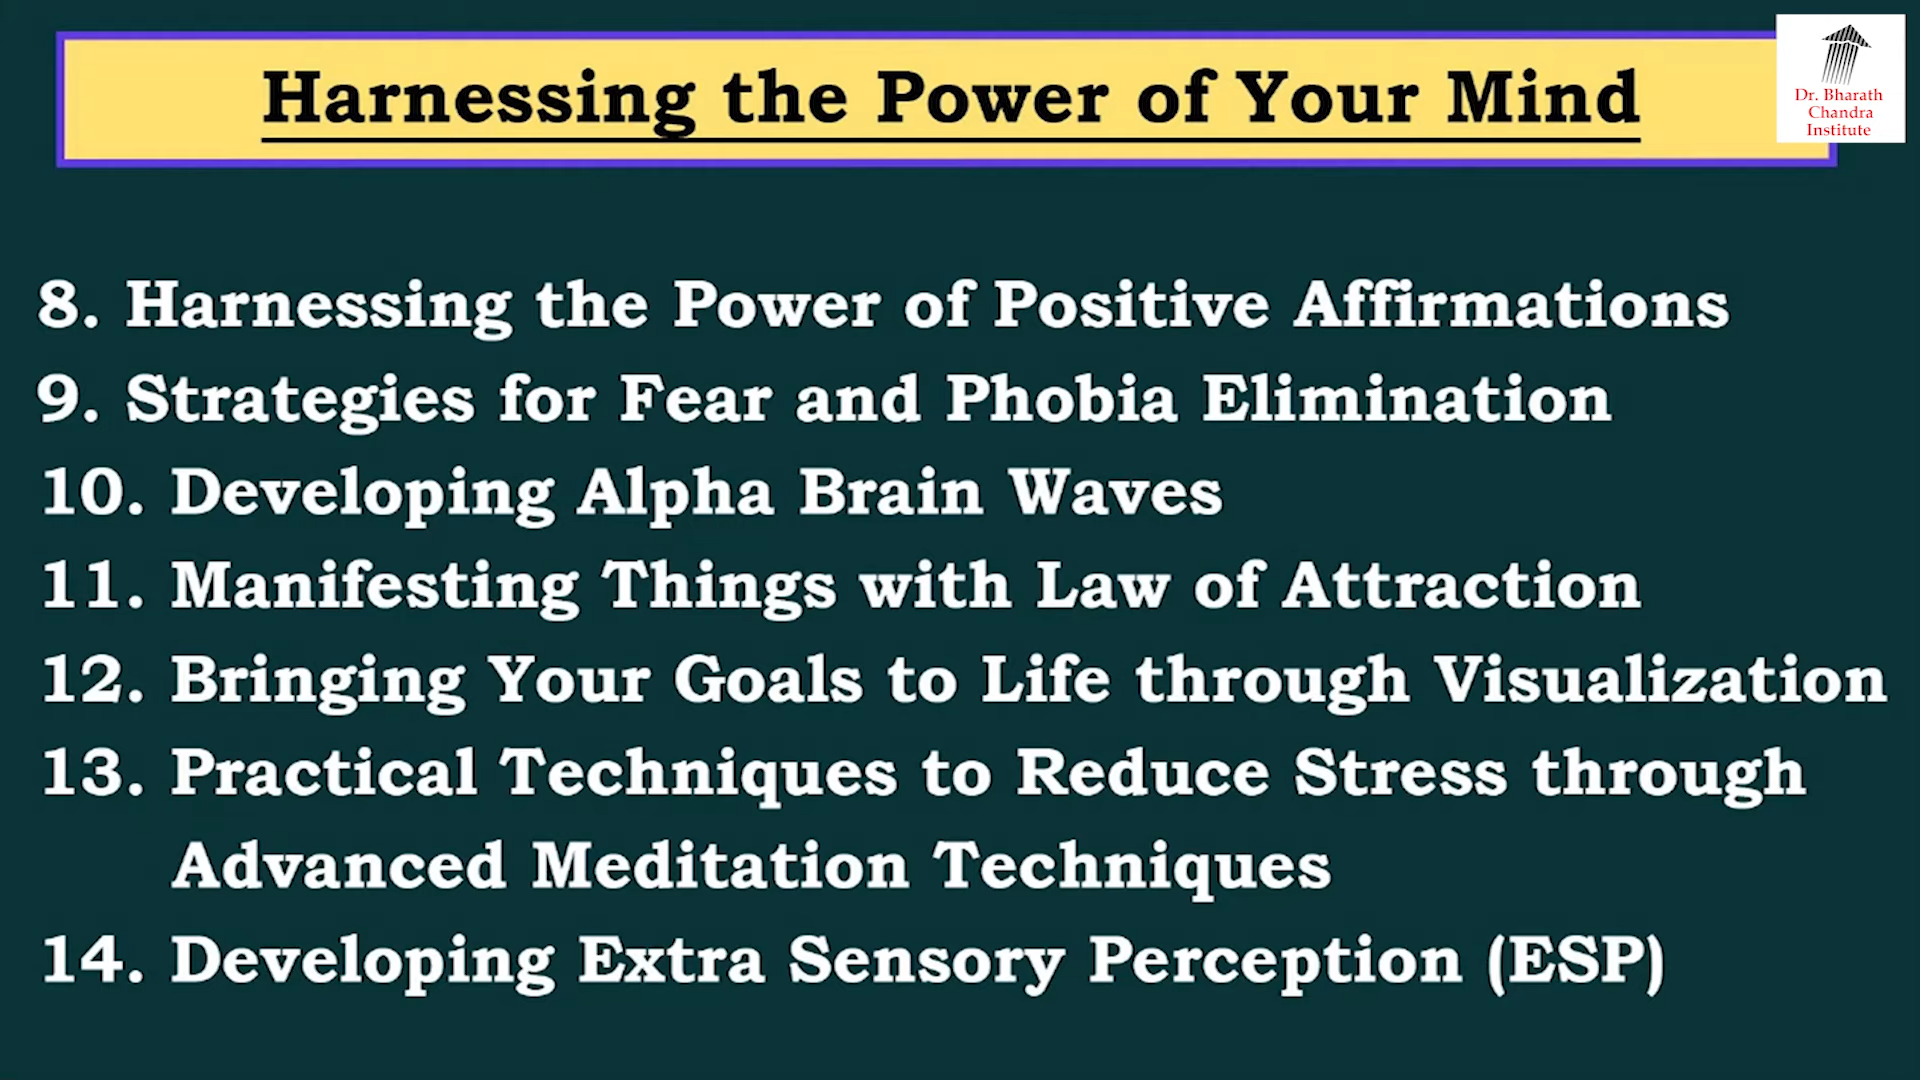 Harnessing the Power of Your Mind
Dr. Bharath
Chandra
Institute
8. Harnessing the Power of Positive Affirmations
9. Strategies for Fear and Phobia Elimination
10. Developing Alpha Brain Waves
11. Manifesting Things with Law of Attraction
12. Bringing Your Goals to Life through Visualization
13. Practical Techniques to Reduce Stress through
Advanced Meditation Techniques
14. Developing Extra Sensory Perception (ESP)